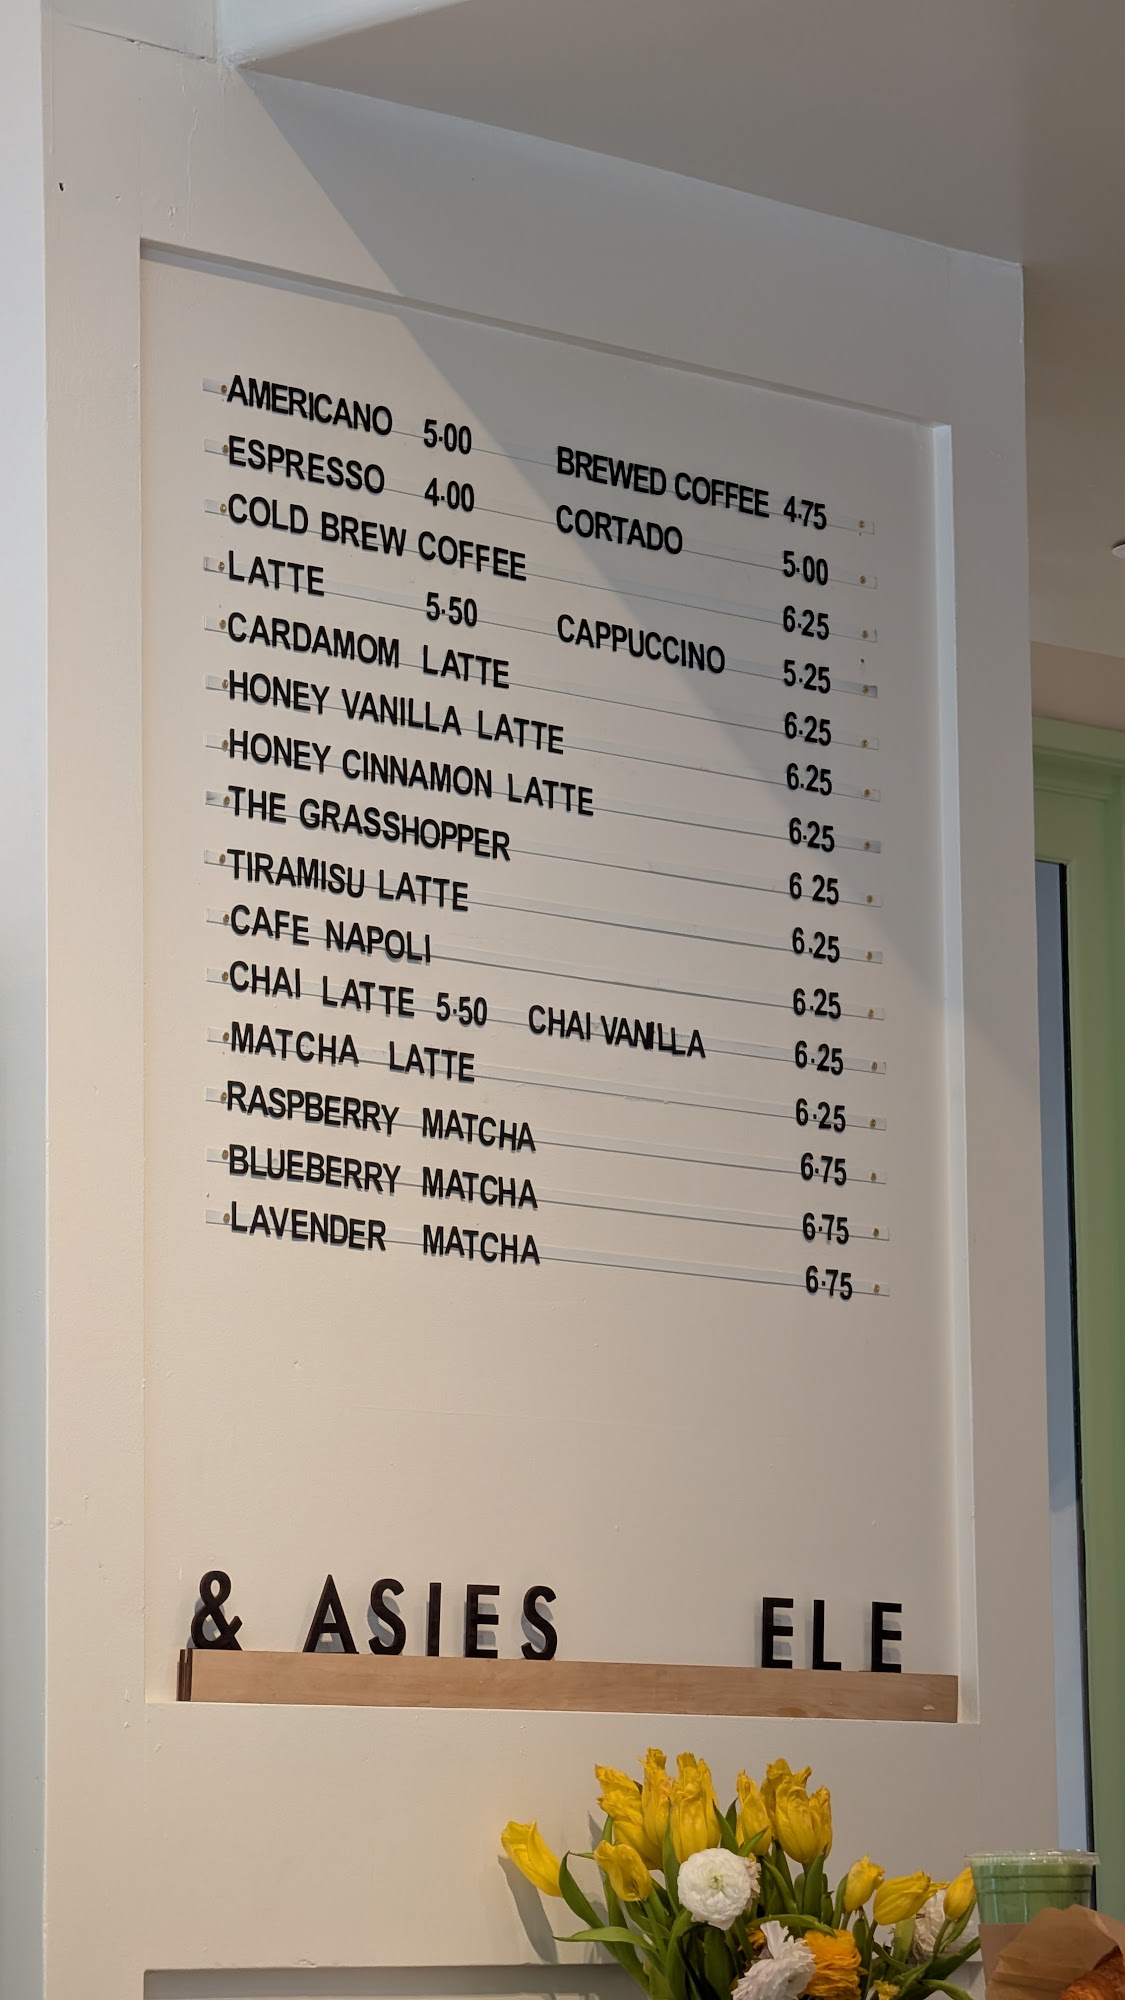 AMERICANO 5.00 BREWED COFFEE 4.75
ESPRESSO 4.00 CORTADO 5.00
COLD BREW COFFEE 6.25
LATTE 5.50 CAPPUCCINO 5.25
CARDAMOM LATTE 6.25
HONEY VANILLA LATTE 6.25
HONEY CINNAMON LATTE 6.25
THE GRASSHOPPER 6 25
TIRAMISU LATTE 6.25
CAFE NAPOLI 6.25
CHAI LATTE 5.50 CHAI VANILLA 6.25
MATCHA LATTE 6.25
RASPBERRY MATCHA 6.75
BLUEBERRY MATCHA 6.75
LAVENDER MATCHA 6.75
& ASIES ELE